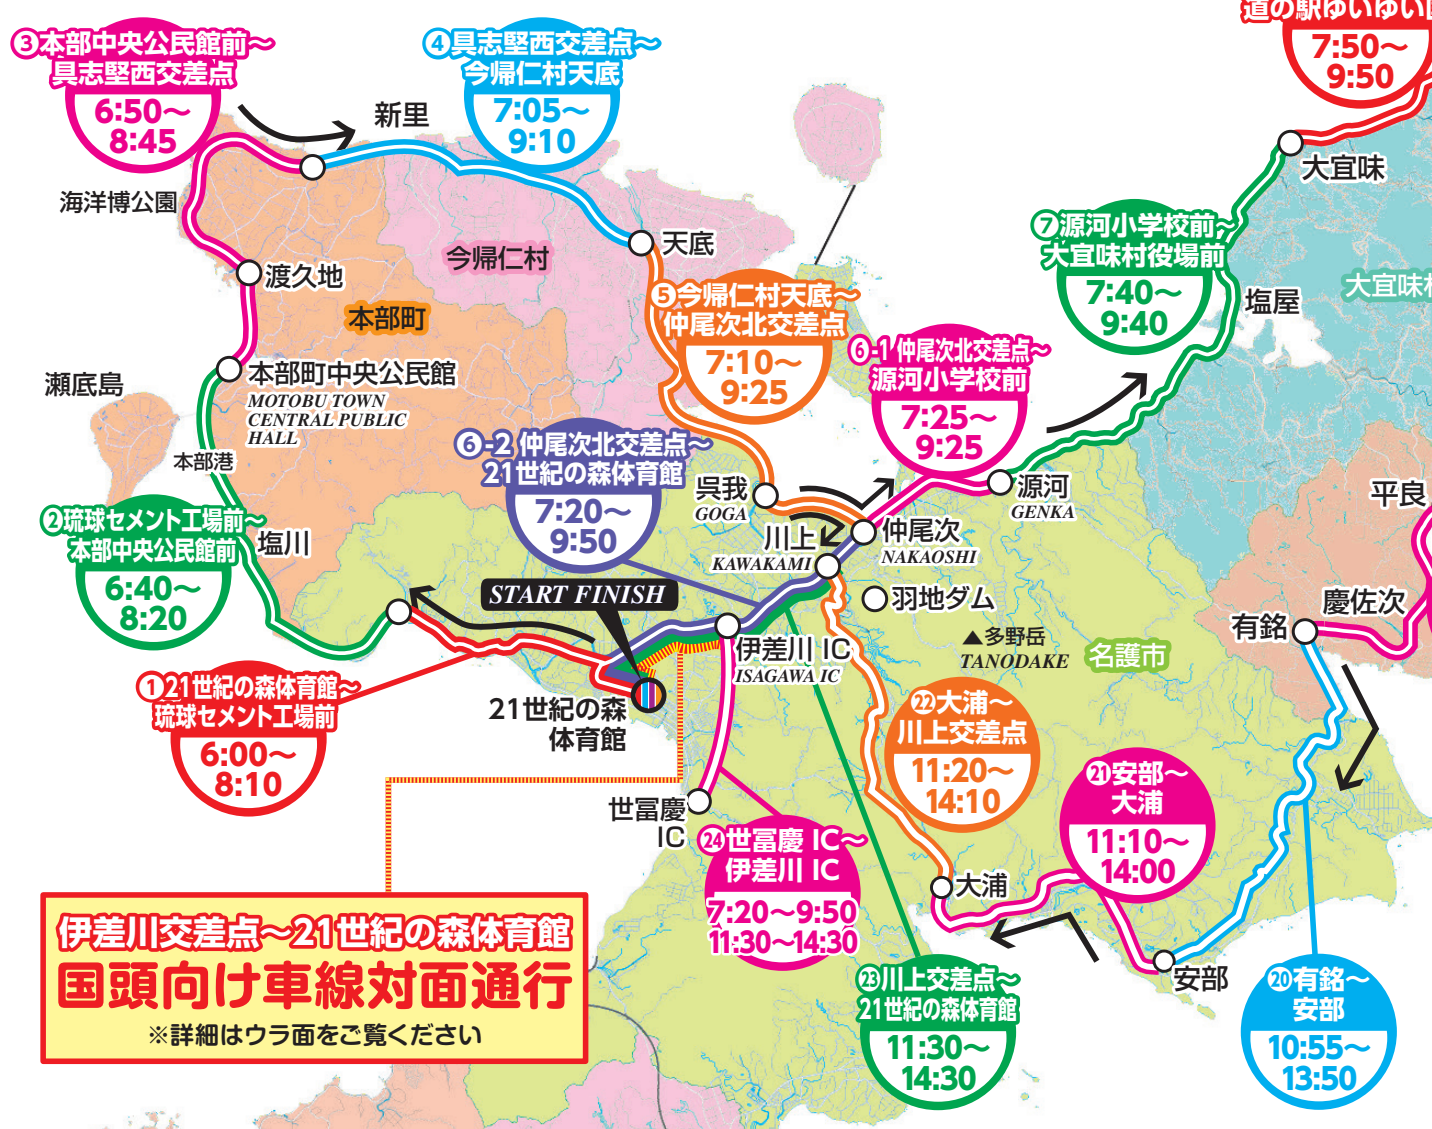 ③本部中央公民館前～
具志堅西交差点
6:50～
8:45
④具志堅西交差点～
今帰仁村天底
7:05～
9:10
7:50～
9:50
新里
大宜味
海洋博公園
⑦源河小学校前～
大宜味村役場前
7:40～
9:40
天底
今帰仁村
渡久地
塩屋
⑤今帰仁村天底～
仲尾次北交差点
7:10～
9:25
本部町
⑥-1 仲尾次北交差点～
源河小学校前
7:25～
9:25
瀬底島
本部町中央公民館
MOTOBU TOWN
CENTRAL PUBLIC
HALL
⑥-2 仲尾次北交差点～
21世紀の森体育館
7:20～
9:50
本部港
呉我
GOGA
源河
GENKA
平良
②琉球セメント工場前～
本部中央公民館前
6:40～
8:20
塩川
川上
KAWAKAMI
仲尾次
NAKAOSHI
START FINISH
羽地ダム
慶佐次
有銘
伊差川 IC
ISAGAWA IC
▲多野岳
TANODAKE
名護市
①21世紀の森体育館～
琉球セメント工場前
6:00～
8:10
21世紀の森
体育館
㉒大浦～
川上交差点
11:20～
14:10
㉑安部～
大浦
11:10～
14:00
世冨慶
IC
㉔世冨慶 IC～
伊差川 IC
7:20～9:50
11:30～14:30
大浦
伊差川交差点～21世紀の森体育館
国頭向け車線対面通行
※詳細はウラ面をご覧ください
安部
㉓川上交差点～
21世紀の森体育館
11:30～
14:30
⑳有銘～
安部
10:55～
13:50